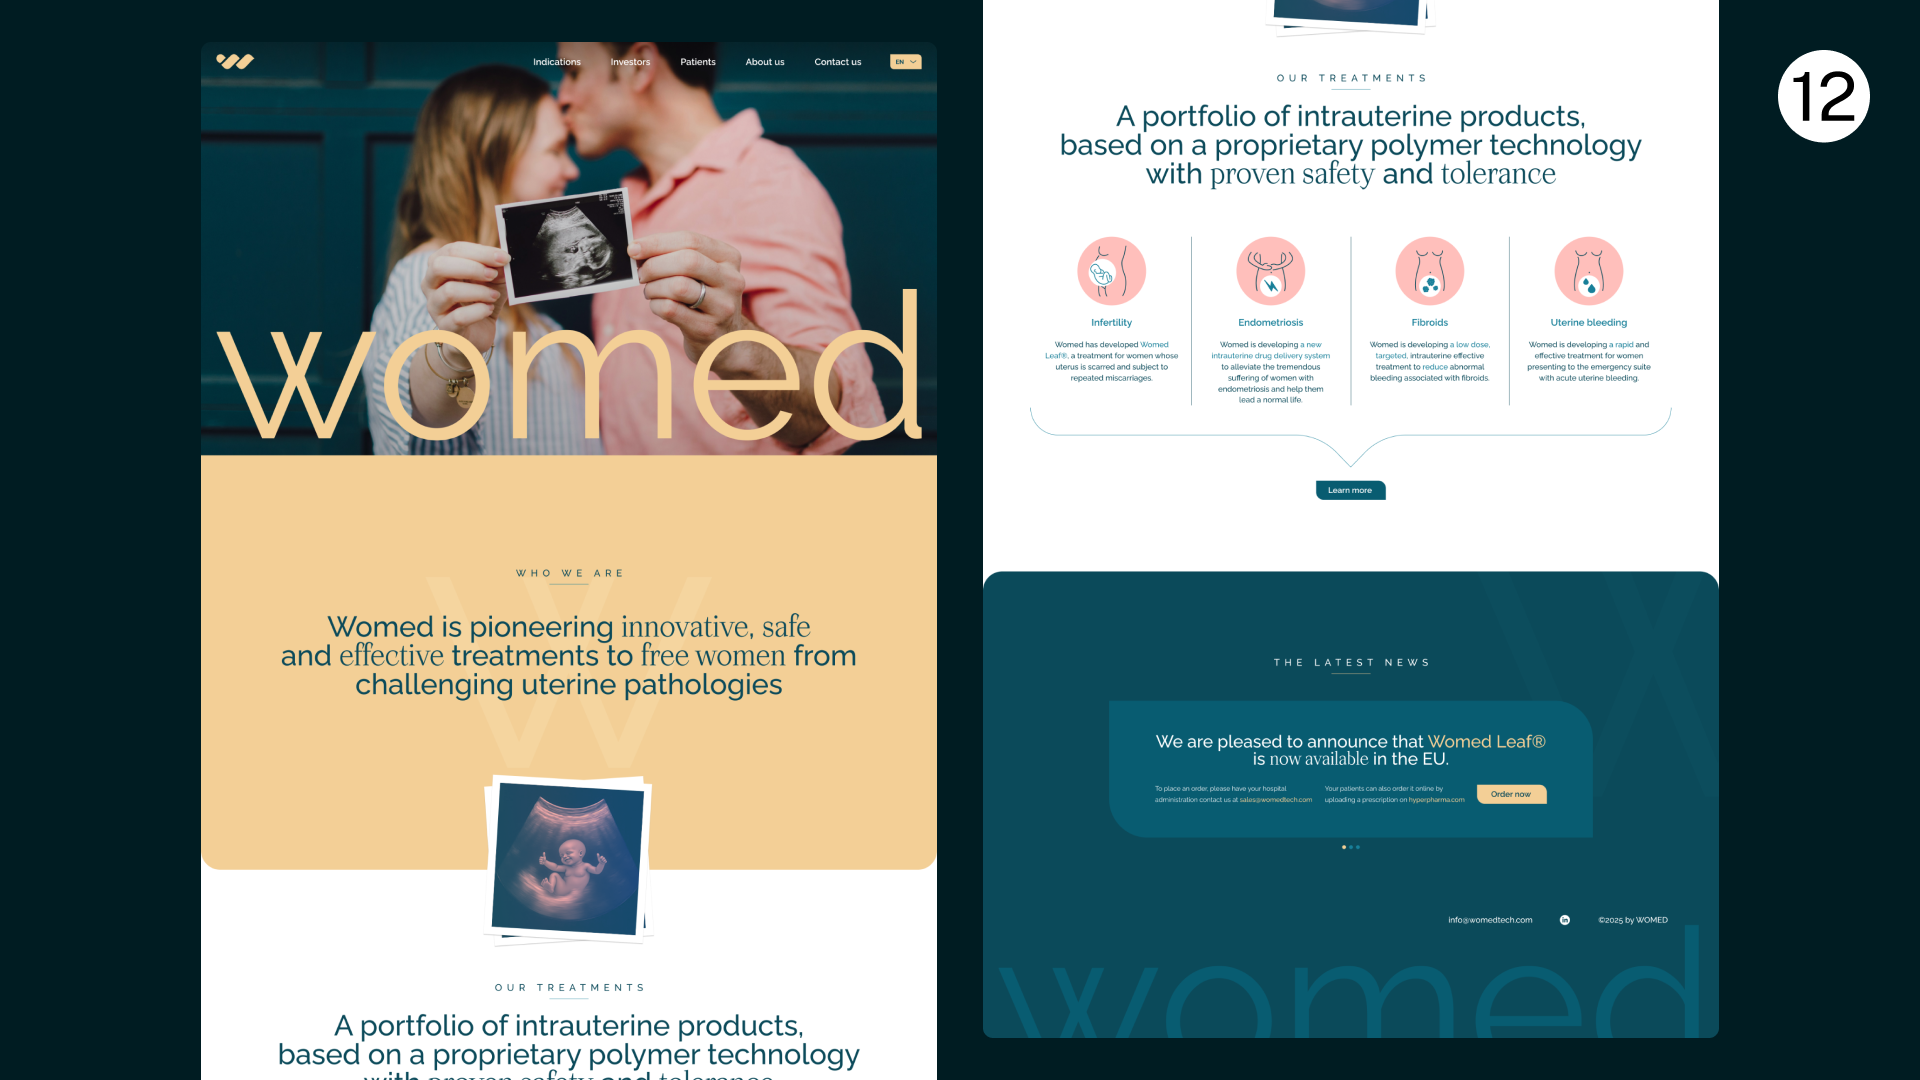 Indications
Investors
Patients
About us
Contact us
EN
womed
WHO WE ARE
Womed is pioneering innovative, safe
and effective treatments to free women from
challenging uterine pathologies
OUR TREATMENTS
A portfolio of intrauterine products,
based on a proprietary polymer technology
with proven safety and tolerance
OUR TREATMENTS
A portfolio of intrauterine products,
based on a proprietary polymer technology
with proven safety and tolerance
Infertility
Womed has developed Womed
Leaf®, a treatment for women whose
uterus is scarred and subject to
repeated miscarriages.
Endometriosis
Womed is developing a new
intrauterine drug delivery system
to alleviate the tremendous
suffering of women with
endometriosis and help them
lead a normal life.
Fibroids
Womed is developing a low dose,
targeted, intrauterine effective
treatment to reduce abnormal
bleeding associated with fibroids.
Uterine bleeding
Womed is developing a rapid and
effective treatment for women
presenting to the emergency suite
with acute uterine bleeding.
Learn more
THE LATEST NEWS
We are pleased to announce that Womed Leaf®
is now available in the EU.
To place an order, please have your hospital
administration contact us at sales@womedtech.com
Your patients can also order it online by
uploading a prescription on hyperpharma.com
Order now
info@womedtech.com
in
©2025 by WOMED
womed
12